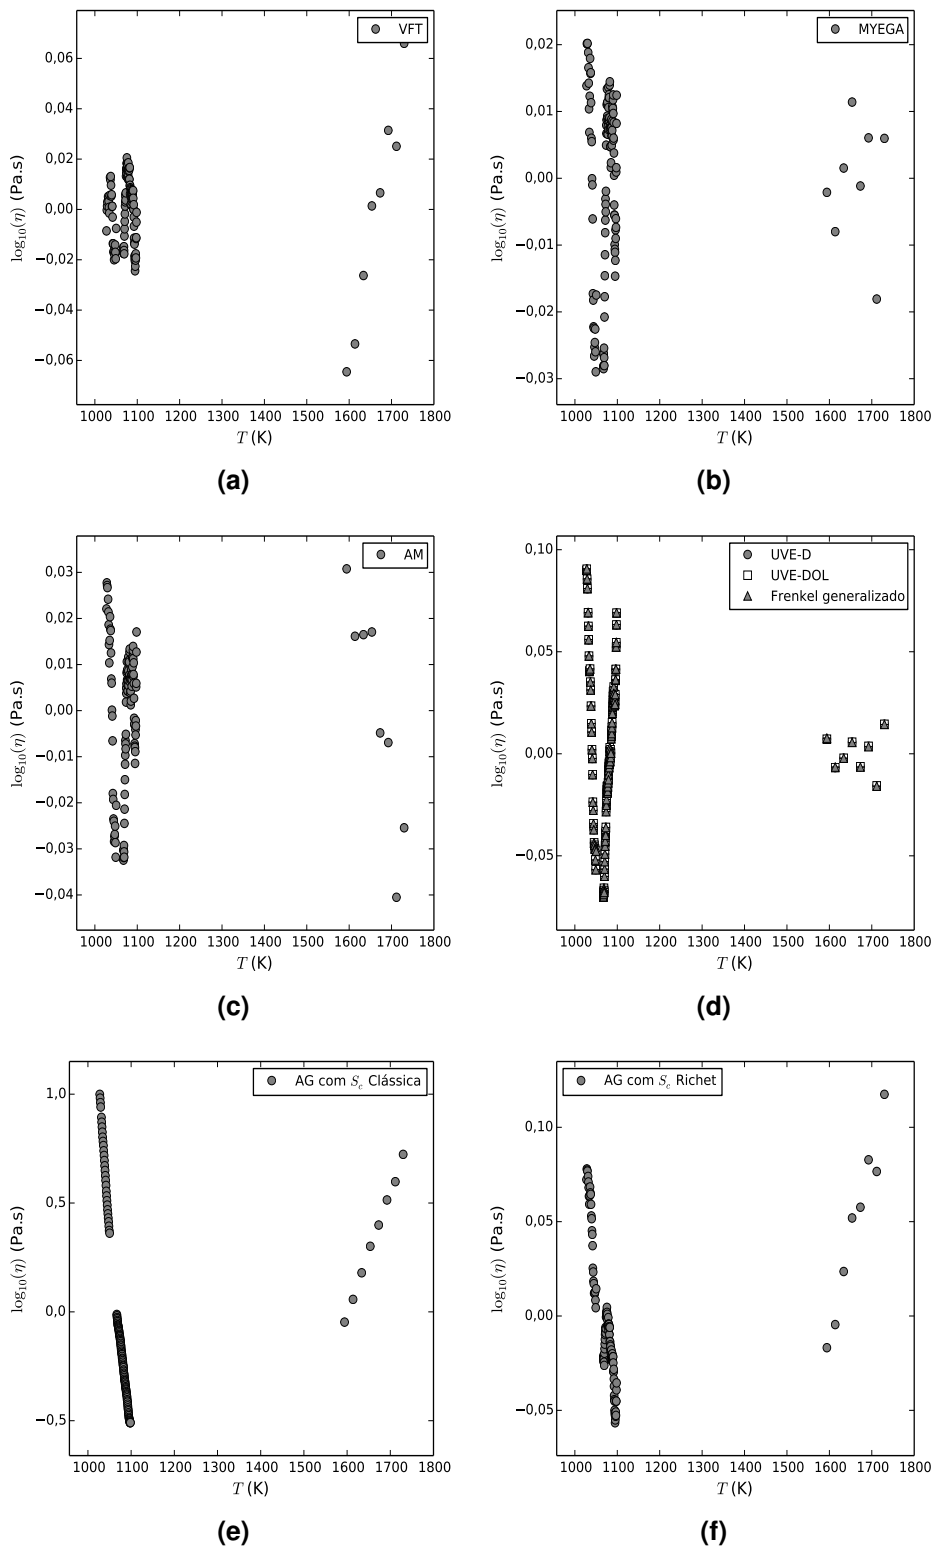 VFT
0,06
0,04
0,02
0,00
−0,02
−0,04
−0,06
log₁₀(η) (Pa.s)
1000 1100 1200 1300 1400 1500 1600 1700 1800
T (K)
(a)
MYEGA
0,02
0,01
0,00
−0,01
−0,02
−0,03
log₁₀(η) (Pa.s)
1000 1100 1200 1300 1400 1500 1600 1700 1800
T (K)
(b)
AM
0,03
0,02
0,01
0,00
−0,01
−0,02
−0,03
−0,04
log₁₀(η) (Pa.s)
1000 1100 1200 1300 1400 1500 1600 1700 1800
T (K)
(c)
UVE-D
UVE-DOL
Frenkel generalizado
0,10
0,05
0,00
−0,05
log₁₀(η) (Pa.s)
1000 1100 1200 1300 1400 1500 1600 1700 1800
T (K)
(d)
AG com S_c Clássica
1,0
0,5
0,0
−0,5
log₁₀(η) (Pa.s)
1000 1100 1200 1300 1400 1500 1600 1700 1800
T (K)
(e)
AG com S_c Richet
0,10
0,05
0,00
−0,05
log₁₀(η) (Pa.s)
1000 1100 1200 1300 1400 1500 1600 1700 1800
T (K)
(f)